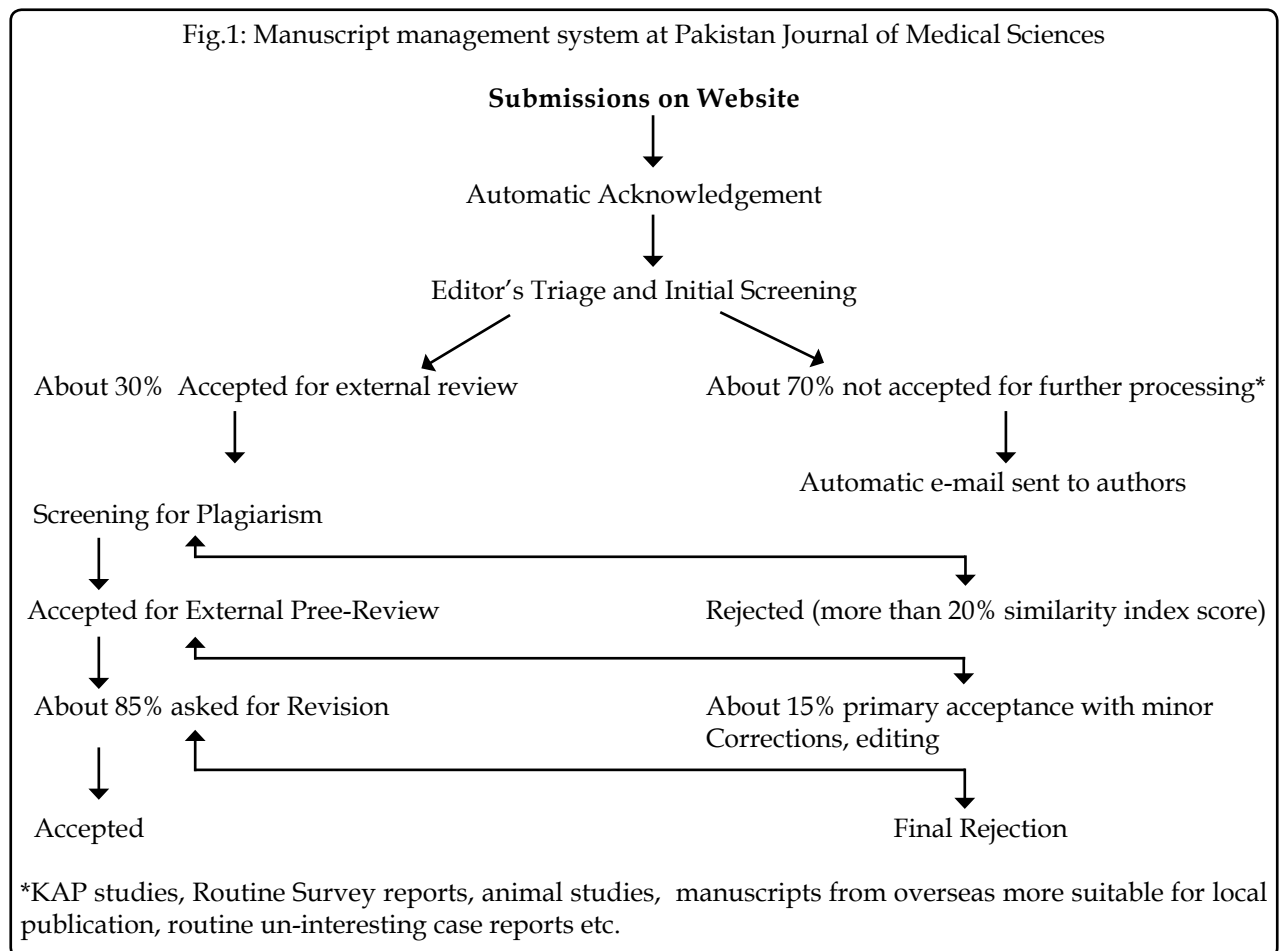 Fig.1: Manuscript management system at Pakistan Journal of Medical Sciences
Submissions on Website
Automatic Acknowledgement
Editor’s Triage and Initial Screening
About 30% Accepted for external review
About 70% not accepted for further processing*
Automatic e-mail sent to authors
Screening for Plagiarism
Accepted for External Pree-Review
Rejected (more than 20% similarity index score)
About 85% asked for Revision
About 15% primary acceptance with minor
Corrections, editing
Accepted
Final Rejection
*KAP studies, Routine Survey reports, animal studies, manuscripts from overseas more suitable for local
publication, routine un-interesting case reports etc.